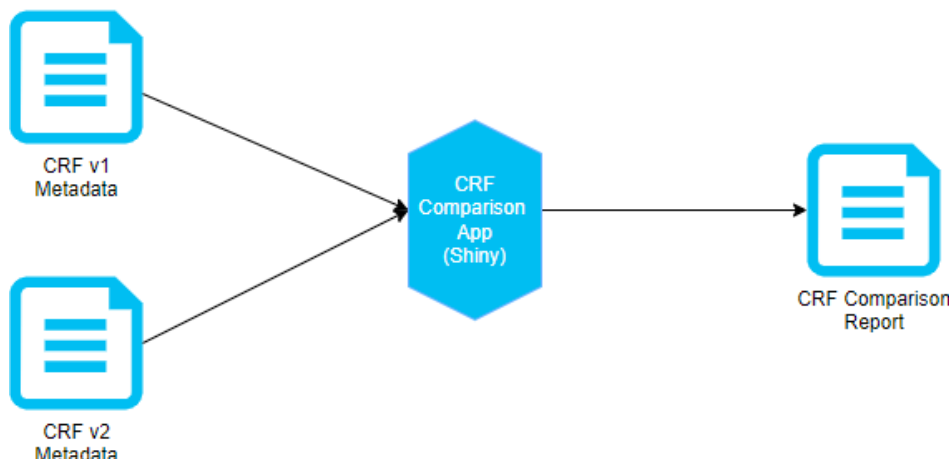 CRF v1
Metadata
CRF
Comparison
App
(Shiny)
CRF Comparison
Report
CRF v2
Metadata